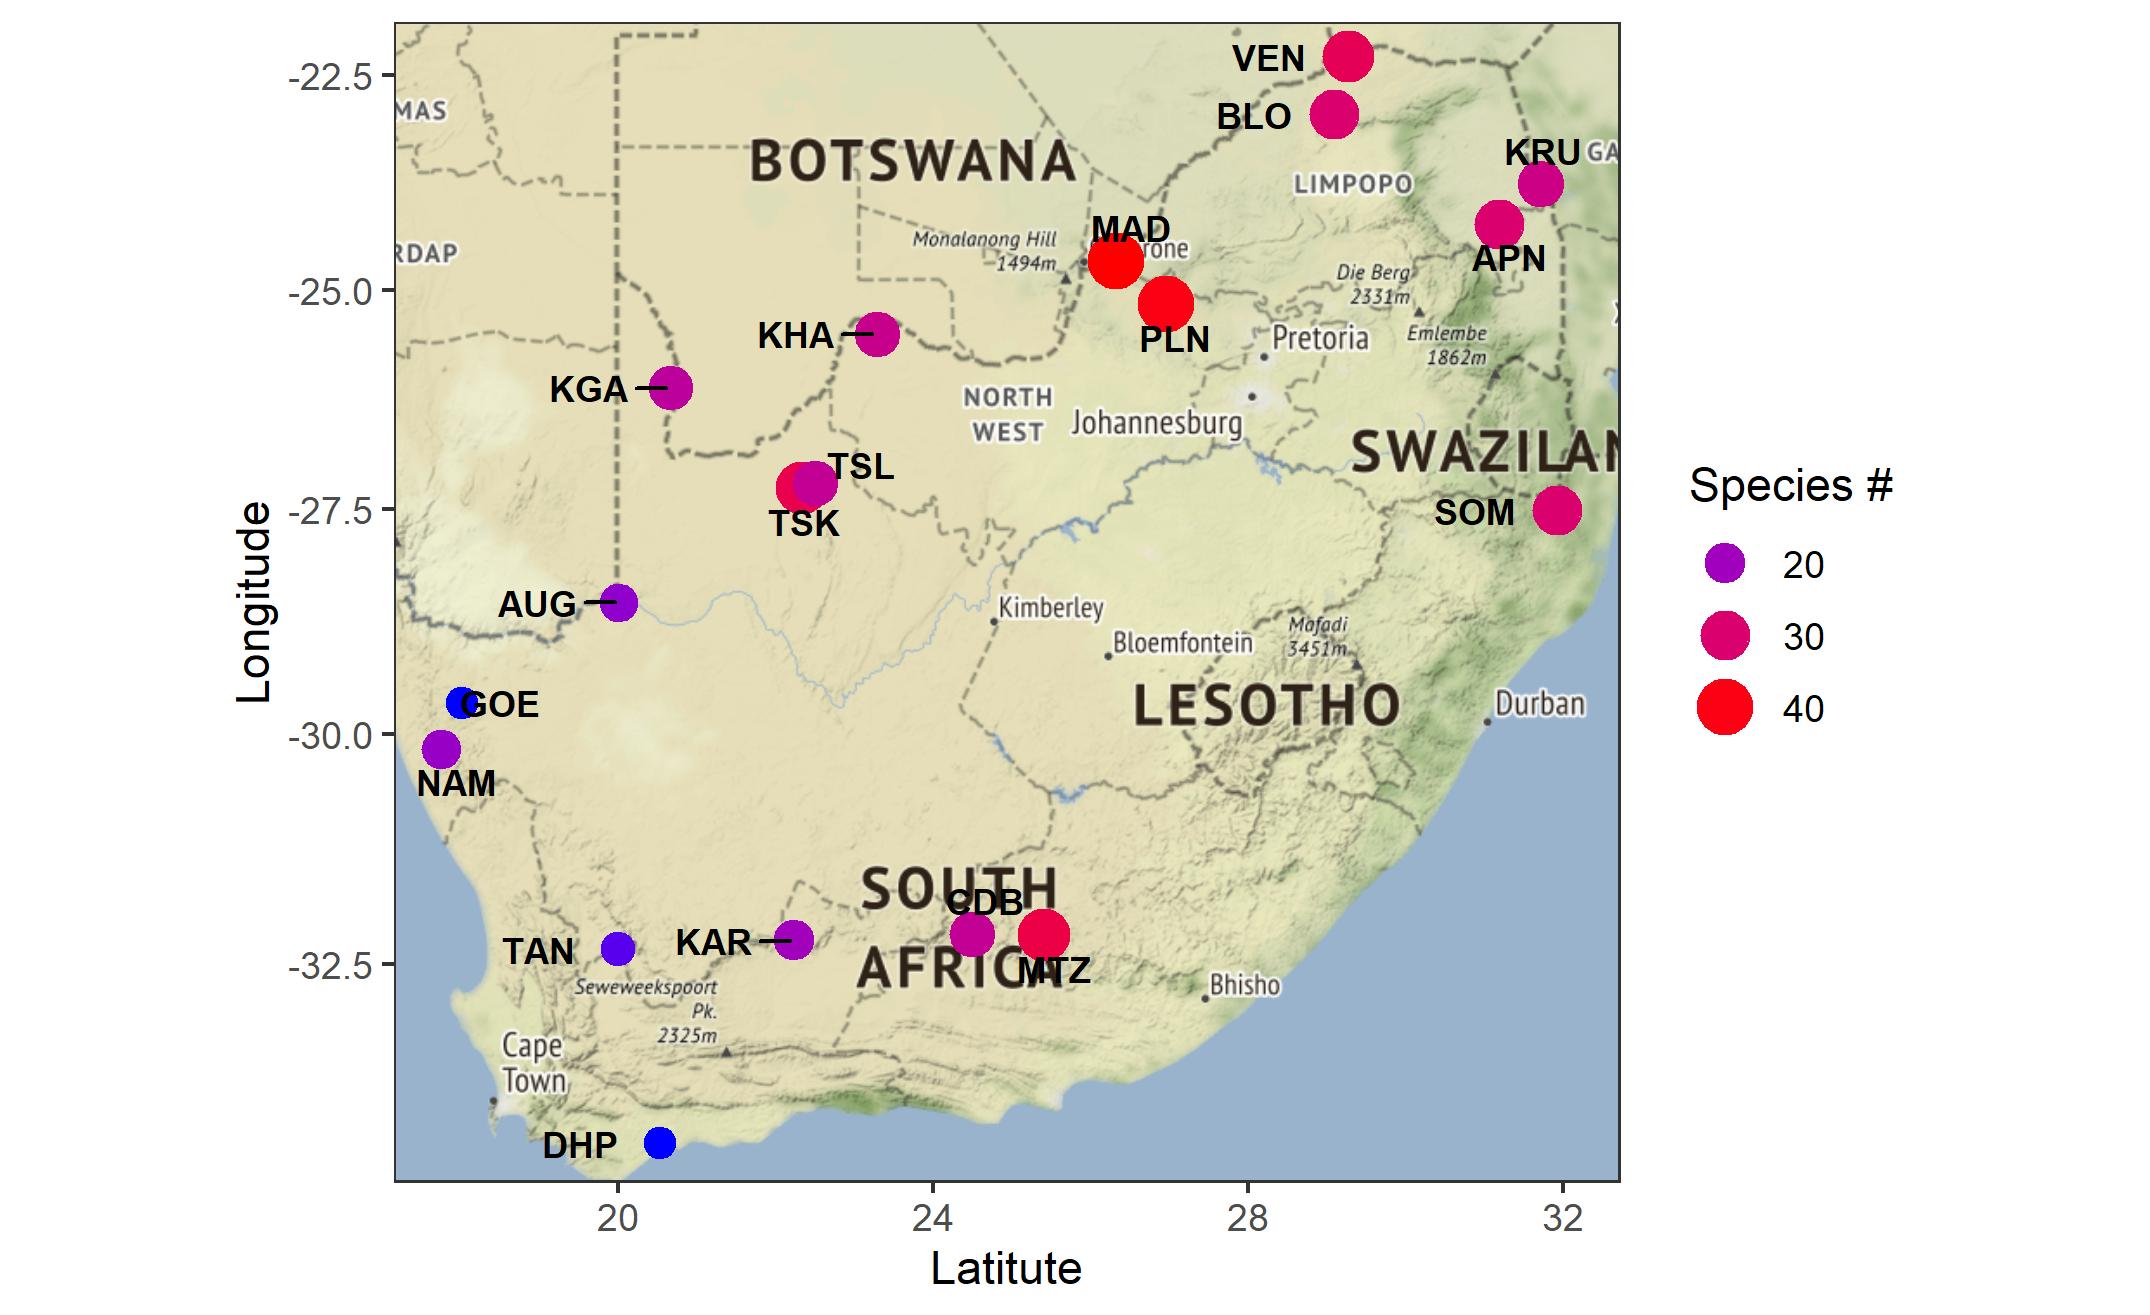 VEN
-22.5
MAS
BLO
BOTSWANA
KRU
GA
LIMPOPO
MAD
Monalanong Hill
1494m
rone
RDAP
APN
Die Berg
2331m
-25.0
KHA
PLN
Pretoria
Emlembe
1862m
KGA
NORTH
WEST
Johannesburg
SWAZILAN
TSL
TSK
-27.5
SOM
Species #
20
30
40
Longitude
AUG
Kimberley
Bloemfontein
Mafadi
3451m
GOE
LESOTHO
Durban
-30.0
NAM
SOUTH
AFRICA
CDB
KAR
MTZ
TAN
-32.5
Seweweekspoort
Pk.
2325m
Bhisho
Cape
Town
DHP
20
24
28
32
Latitute